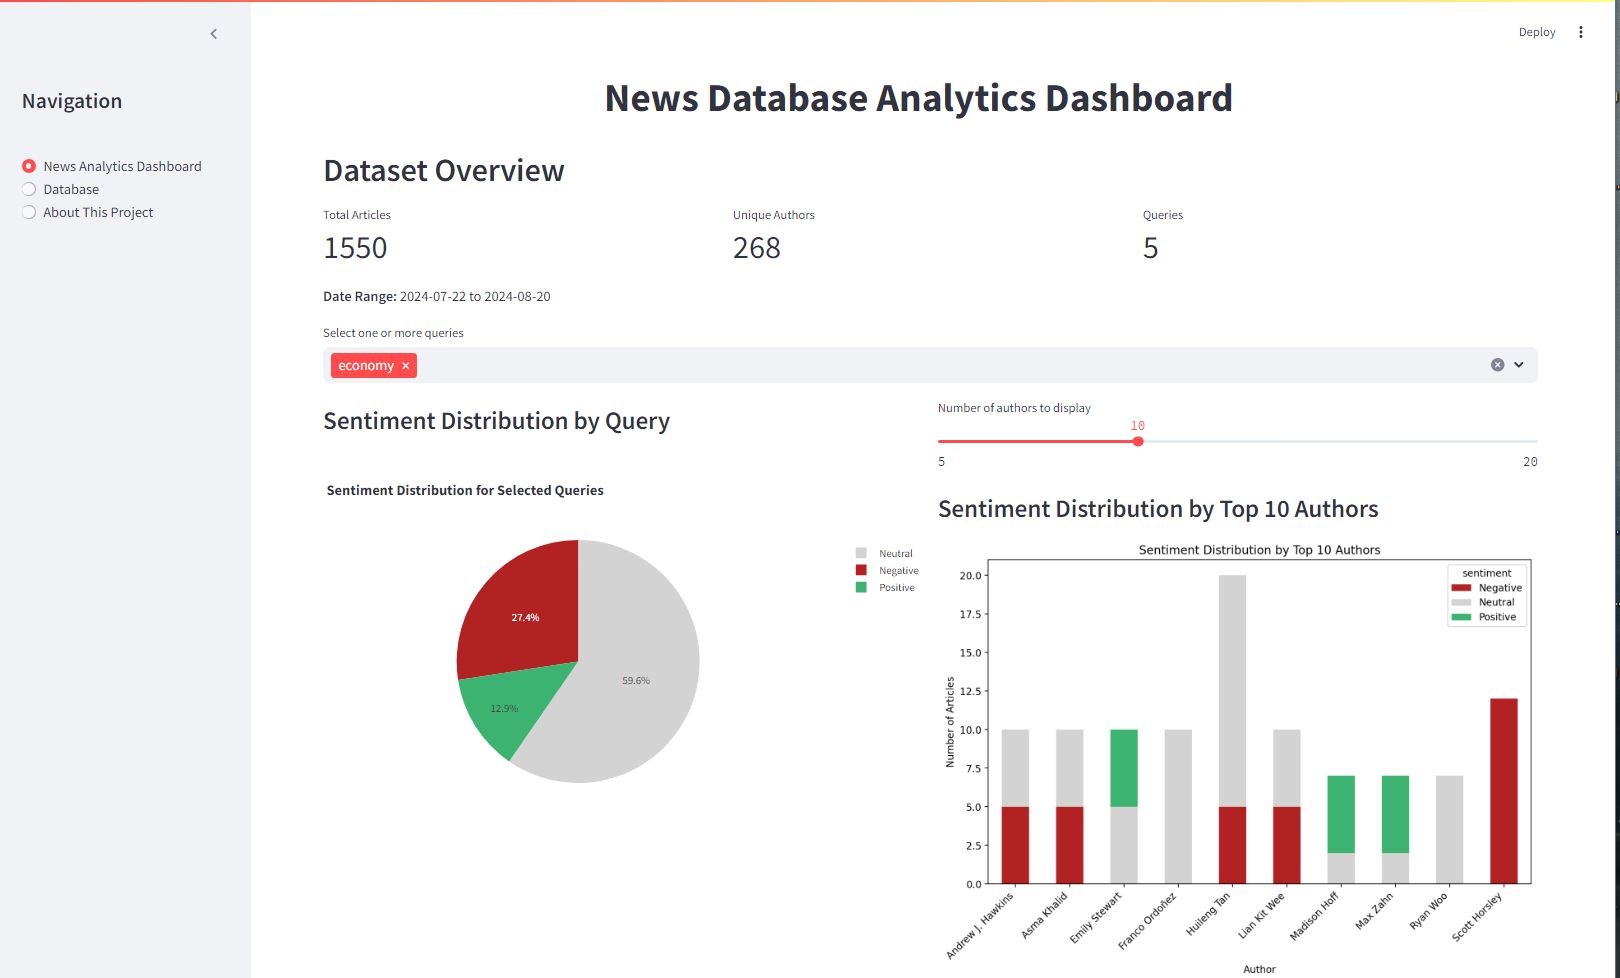 Deploy
Navigation
News Analytics Dashboard
Database
About This Project
News Database Analytics Dashboard
Dataset Overview
Total Articles
1550
Unique Authors
268
Queries
5
Date Range: 2024-07-22 to 2024-08-20
Select one or more queries
economy ×
Sentiment Distribution by Query
Sentiment Distribution for Selected Queries
Neutral
Negative
Positive
27.4%
59.6%
12.9%
Number of authors to display
10
5
20
Sentiment Distribution by Top 10 Authors
Sentiment Distribution by Top 10 Authors
sentiment
Negative
Neutral
Positive
Number of Articles
20.0
17.5
15.0
12.5
10.0
7.5
5.0
2.5
0.0
Andrew J. Hawkins
Asma Khalid
Emily Stewart
Franco Ordoñez
Huileng Tan
Lian Kit Wee
Madison Hoff
Max Zahn
Ryan Woo
Scott Horsley
Author